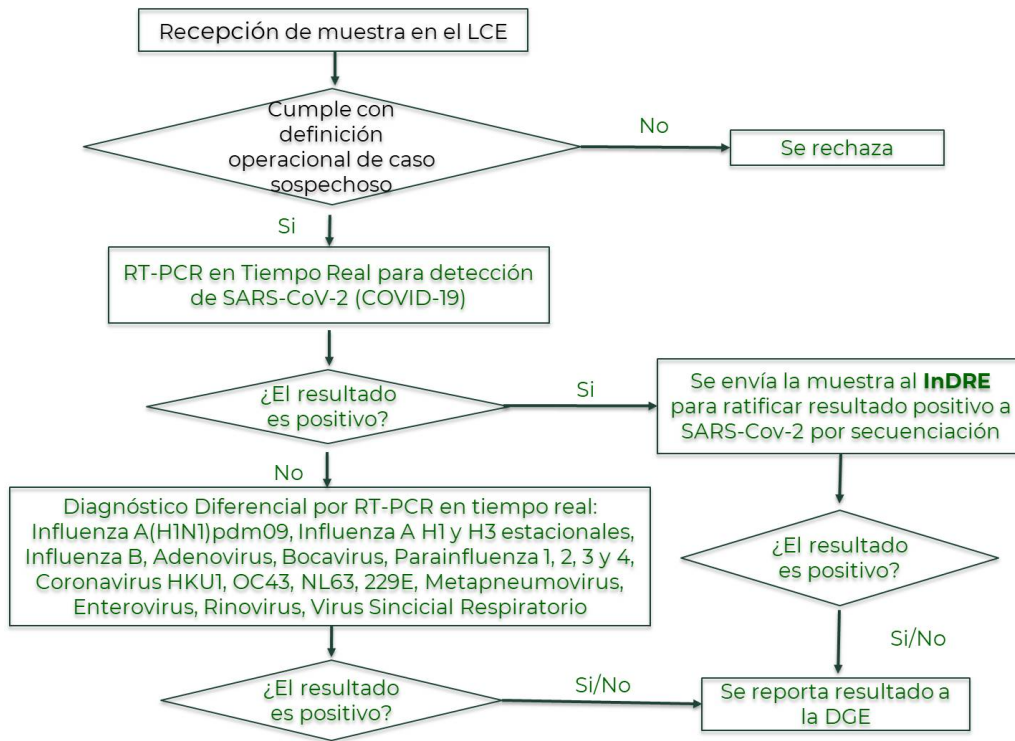 Recepción de muestra en el LCE
Cumple con
definición
operacional de caso
sospechoso
No
Se rechaza
Si
RT-PCR en Tiempo Real para detección
de SARS-CoV-2 (COVID-19)
¿El resultado
es positivo?
Si
Se envía la muestra al InDRE
para ratificar resultado positivo a
SARS-Cov-2 por secuenciación
No
Diagnóstico Diferencial por RT-PCR en tiempo real:
Influenza A(H1N1)pdm09, Influenza A H1 y H3 estacionales,
Influenza B, Adenovirus, Bocavirus, Parainfluenza 1, 2, 3 y 4,
Coronavirus HKU1, OC43, NL63, 229E, Metapneumovirus,
Enterovirus, Rinovirus, Virus Sincicial Respiratorio
¿El resultado
es positivo?
Si/No
¿El resultado
es positivo?
Si/No
Se reporta resultado a
la DGE